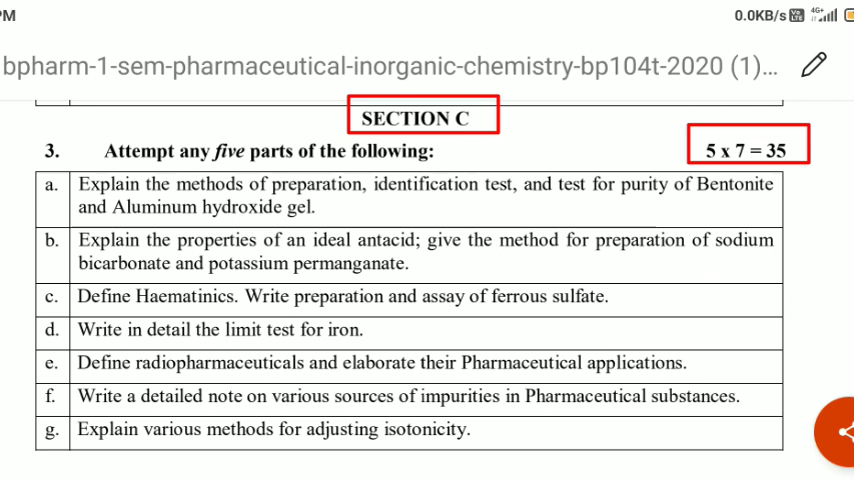 PM
0.0KB/s Vo LTE 4G+
bpharm-1-sem-pharmaceutical-inorganic-chemistry-bp104t-2020 (1)...
SECTION C
3. Attempt any five parts of the following: 5 x 7 = 35
a. Explain the methods of preparation, identification test, and test for purity of Bentonite
and Aluminum hydroxide gel.
b. Explain the properties of an ideal antacid; give the method for preparation of sodium
bicarbonate and potassium permanganate.
c. Define Haematinics. Write preparation and assay of ferrous sulfate.
d. Write in detail the limit test for iron.
e. Define radiopharmaceuticals and elaborate their Pharmaceutical applications.
f. Write a detailed note on various sources of impurities in Pharmaceutical substances.
g. Explain various methods for adjusting isotonicity.